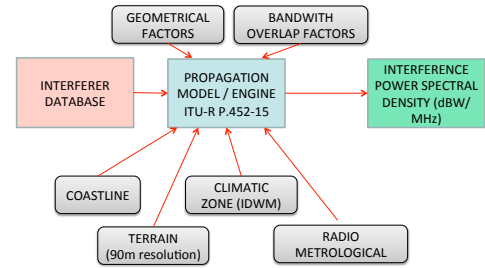 GEOMETRICAL
FACTORS
BANDWITH
OVERLAP FACTORS
INTERFERER
DATABASE
PROPAGATION
MODEL / ENGINE
ITU-R P.452-15
INTERFERENCE
POWER SPECTRAL
DENSITY (dBW/
MHz)
COASTLINE
CLIMATIC
ZONE (IDWM)
TERRAIN
(90m resolution)
RADIO
METROLOGICAL